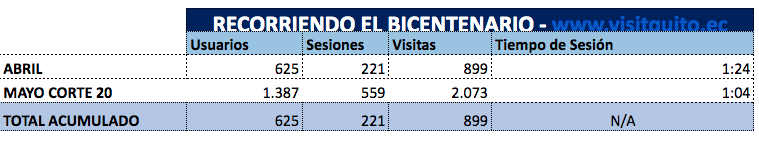 RECORRIENDO EL BICENTENARIO - www.visitquito.ec
Usuarios Sesiones Visitas Tiempo de Sesión
ABRIL 625 221 899 1:24
MAYO CORTE 20 1.387 559 2.073 1:04
TOTAL ACUMULADO 625 221 899 N/A